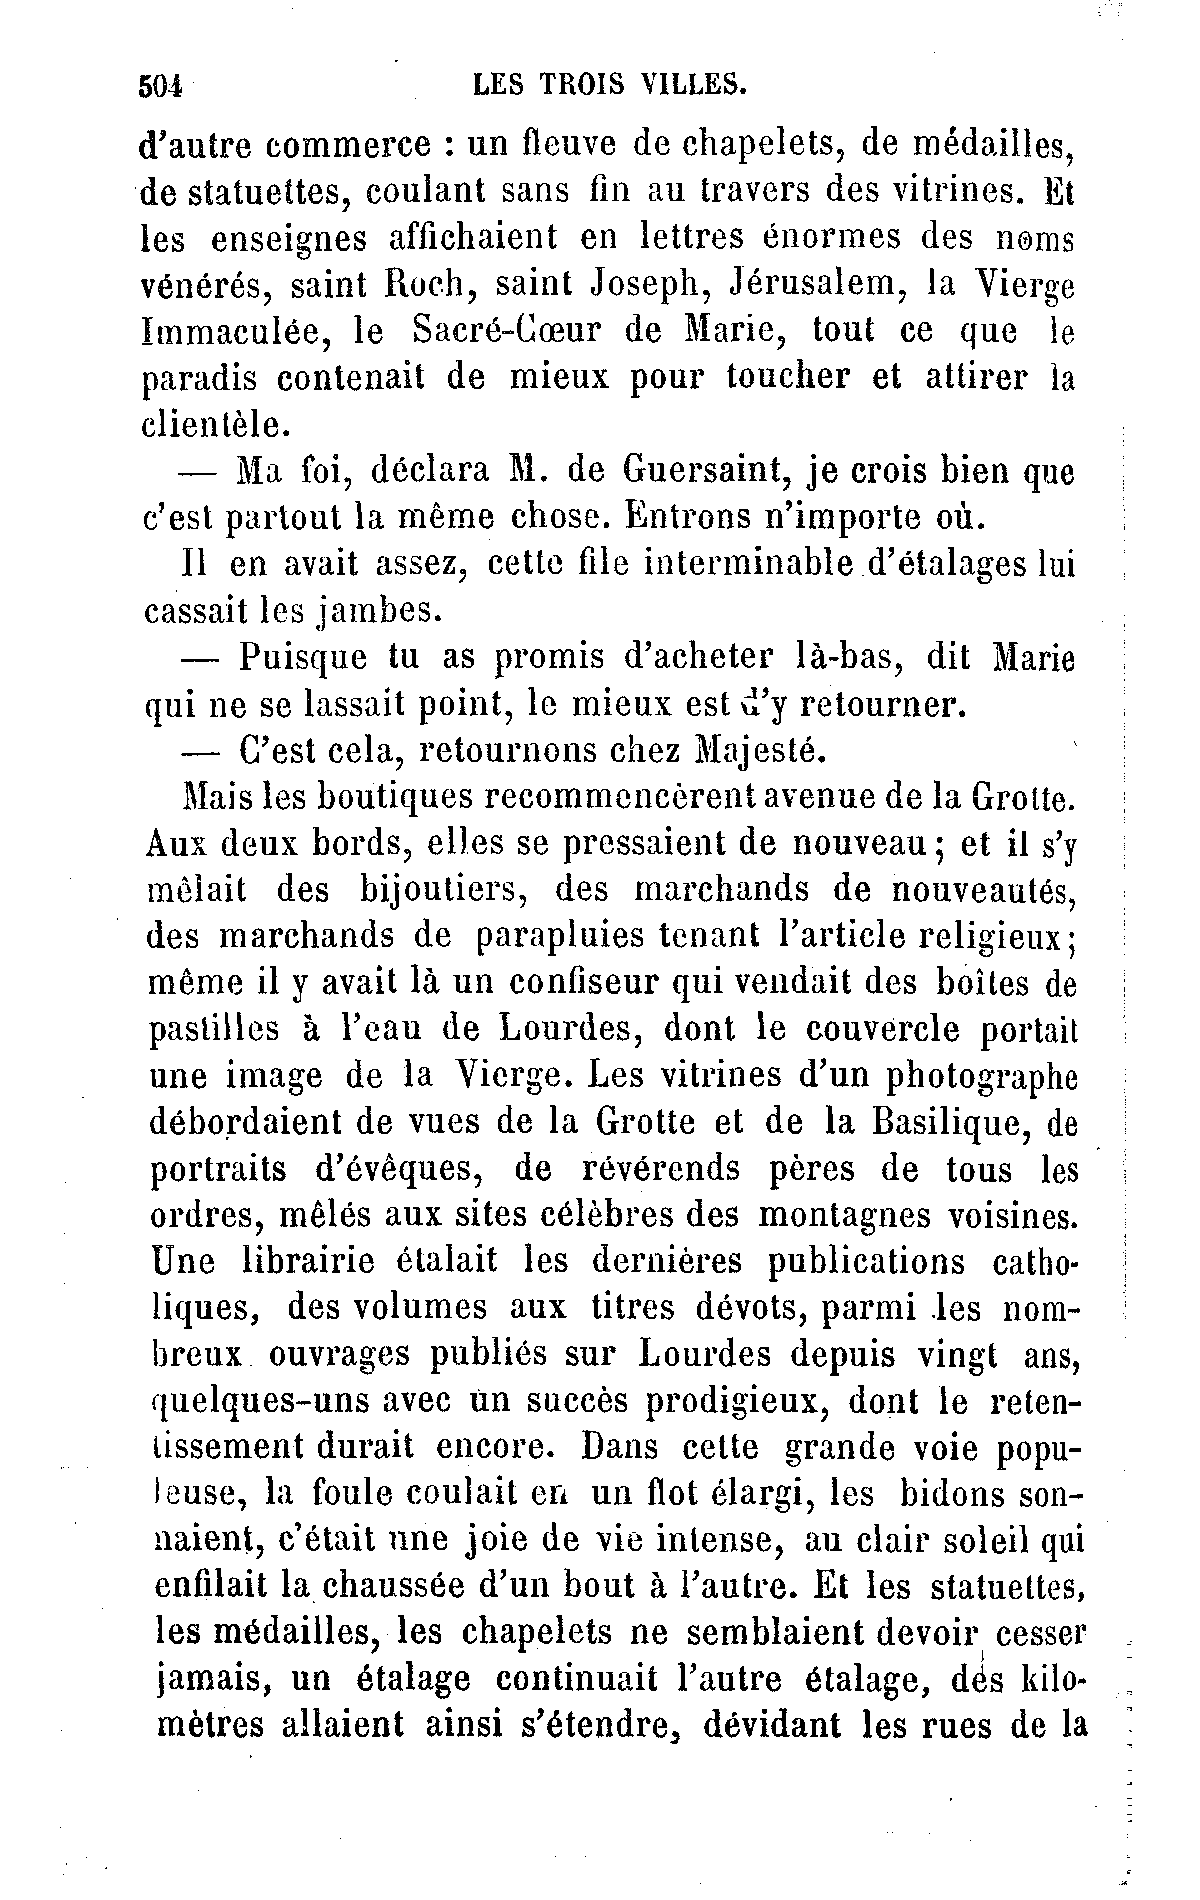 504 LES TROIS VILLES.
d'autre commerce : un fleuve de chapelets, de médailles,
de statuettes, coulant sans fin au travers des vitrines. Et
les enseignes affichaient en lettres énormes des noms
vénérés, saint Roch, saint Joseph, Jérusalem, la Vierge
Immaculée, le Sacré-Cœur de Marie, tout ce que le
paradis contenait de mieux pour toucher et attirer la
clientèle.
— Ma foi, déclara M. de Guersaint, je crois bien que
c'est partout la même chose. Entrons n'importe où.
Il en avait assez, cette file interminable d'étalages lui
cassait les jambes.
— Puisque tu as promis d'acheter là-bas, dit Marie
qui ne se lassait point, le mieux est d'y retourner.
— C'est cela, retournons chez Majesté.
Mais les boutiques recommencèrent avenue de la Grotte.
Aux deux bords, elles se pressaient de nouveau ; et il s'y
mêlait des bijoutiers, des marchands de nouveautés,
des marchands de parapluies tenant l'article religieux ;
même il y avait là un confiseur qui vendait des boîtes de
pastilles à l'eau de Lourdes, dont le couvercle portait
une image de la Vierge. Les vitrines d'un photographe
débordaient de vues de la Grotte et de la Basilique, de
portraits d'évêques, de révérends pères de tous les
ordres, mêlés aux sites célèbres des montagnes voisines.
Une librairie étalait les dernières publications catho-
liques, des volumes aux titres dévots, parmi les nom-
breux ouvrages publiés sur Lourdes depuis vingt ans,
quelques-uns avec un succès prodigieux, dont le reten-
tissement durait encore. Dans cette grande voie popu-
leuse, la foule coulait en un flot élargi, les bidons son-
naient, c'était une joie de vie intense, au clair soleil qui
enfilait la chaussée d'un bout à l'autre. Et les statuettes,
les médailles, les chapelets ne semblaient devoir cesser
jamais, un étalage continuait l'autre étalage, des kilo-
mètres allaient ainsi s'étendre, dévidant les rues de la